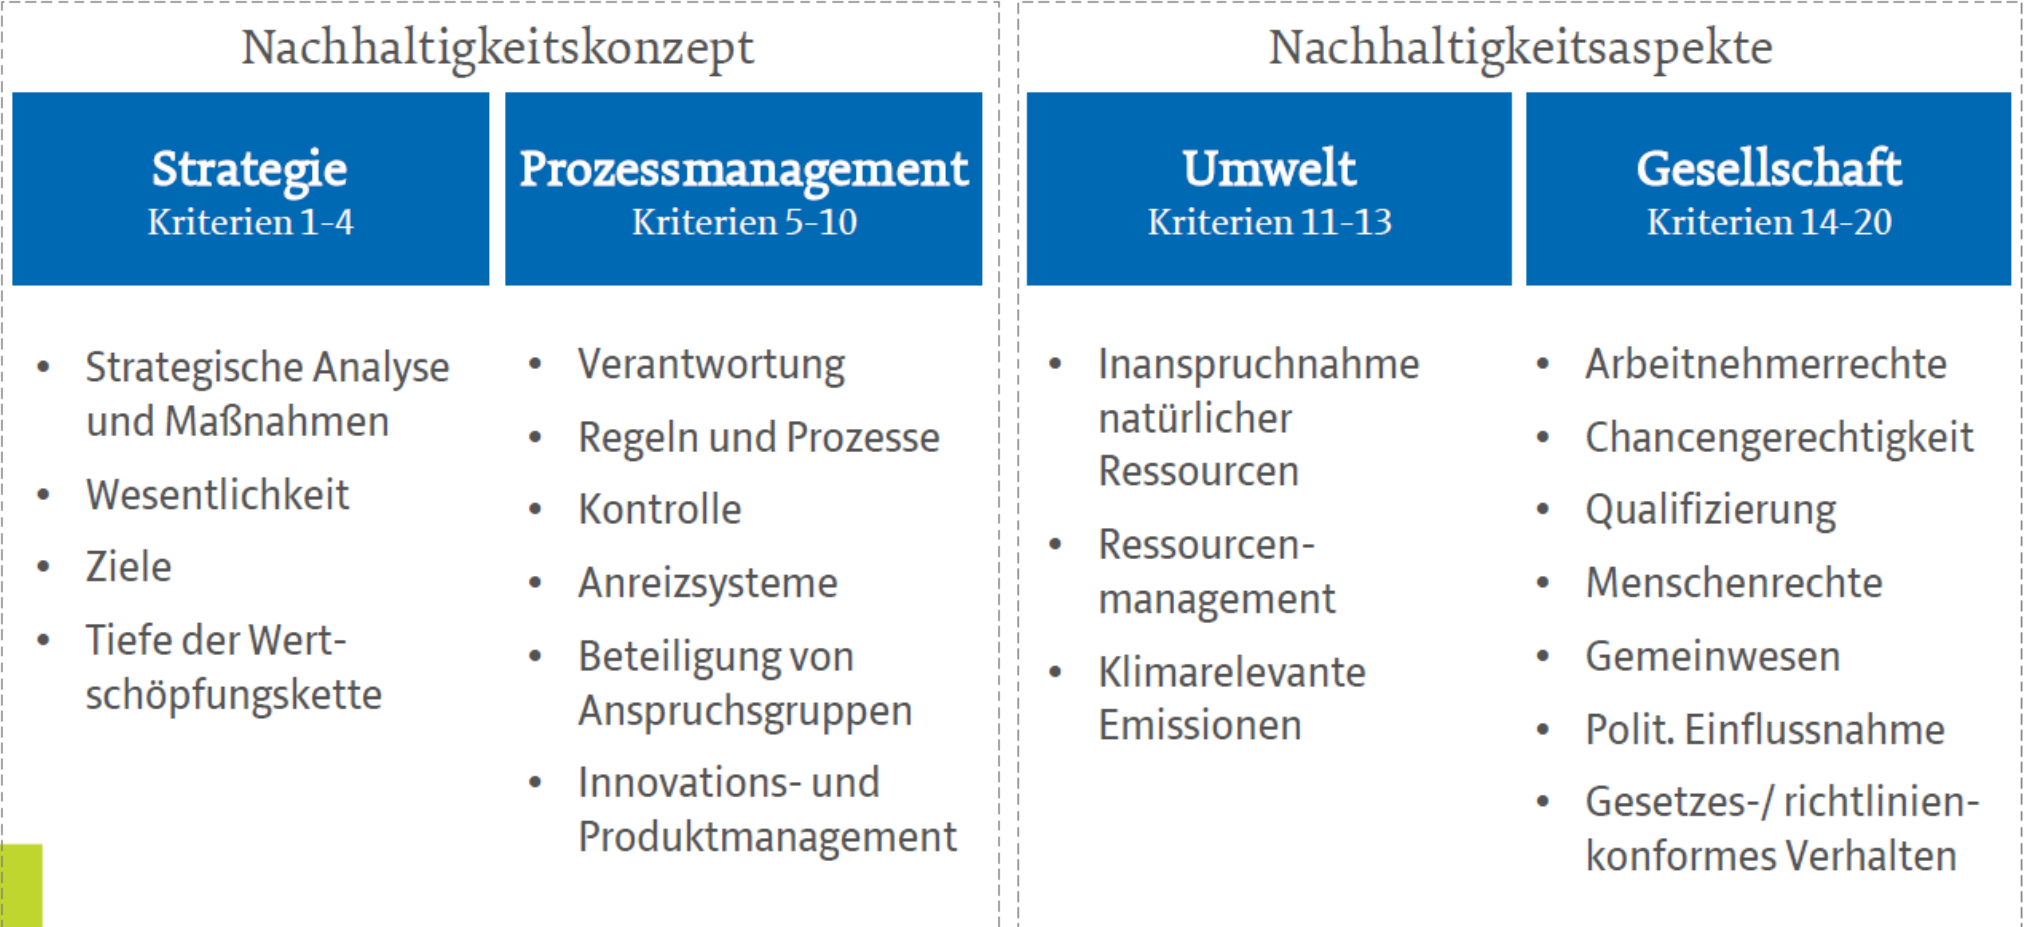 Nachhaltigkeitskonzept
Strategie
Kriterien 1-4
• Strategische Analyse
und Maßnahmen
• Wesentlichkeit
• Ziele
• Tiefe der Wert-
schöpfungskette
Prozessmanagement
Kriterien 5-10
• Verantwortung
• Regeln und Prozesse
• Kontrolle
• Anreizsysteme
• Beteiligung von
Anspruchsgruppen
• Innovations- und
Produktmanagement
Nachhaltigkeitsaspekte
Umwelt
Kriterien 11-13
• Inanspruchnahme
natürlicher
Ressourcen
• Ressourcen-
management
• Klimarelevante
Emissionen
Gesellschaft
Kriterien 14-20
• Arbeitnehmerrechte
• Chancengerechtigkeit
• Qualifizierung
• Menschenrechte
• Gemeinwesen
• Polit. Einflussnahme
• Gesetzes-/ richtlinien-
konformes Verhalten